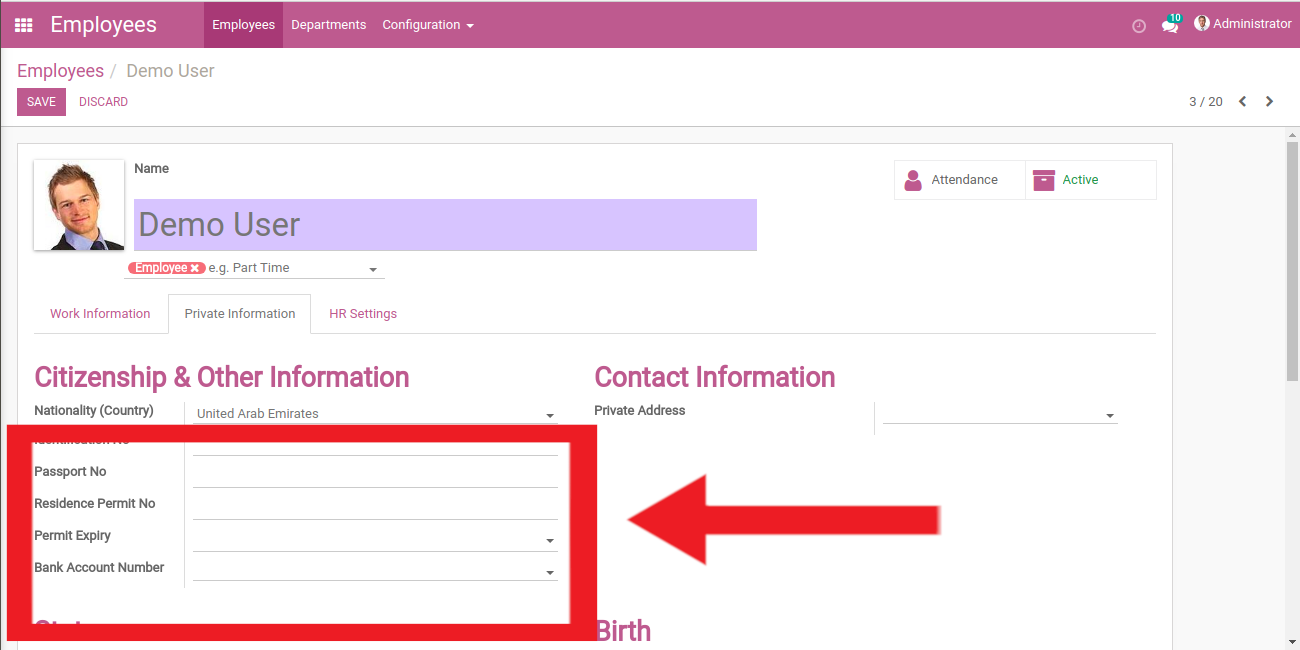 Employees Employees Departments Configuration 10 Administrator
Employees / Demo User
SAVE DISCARD 3 / 20
Name
Attendance Active
Demo User
Employee × e.g. Part Time
Work Information Private Information HR Settings
Citizenship & Other Information Contact Information
Nationality (Country) United Arab Emirates Private Address
Passport No
Residence Permit No
Permit Expiry
Bank Account Number
Birth